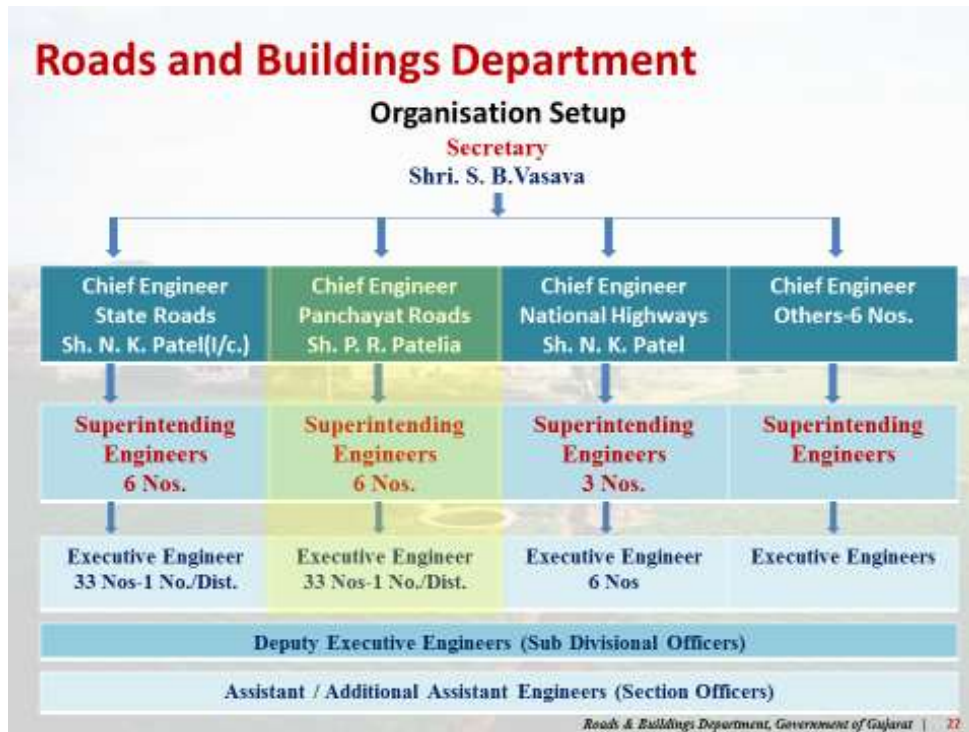 Roads and Buildings Department
Organisation Setup
Secretary
Shri. S. B.Vasava
Chief Engineer
State Roads
Sh. N. K. Patel(I/c.)
Chief Engineer
Panchayat Roads
Sh. P. R. Patelia
Chief Engineer
National Highways
Sh. N. K. Patel
Chief Engineer
Others-6 Nos.
Superintending
Engineers
6 Nos.
Superintending
Engineers
6 Nos.
Superintending
Engineers
3 Nos.
Superintending
Engineers
Executive Engineer
33 Nos-1 No./Dist.
Executive Engineer
33 Nos-1 No./Dist.
Executive Engineer
6 Nos
Executive Engineers
Deputy Executive Engineers (Sub Divisional Officers)
Assistant / Additional Assistant Engineers (Section Officers)
Roads & Buildings Department, Government of Gujarat | 22